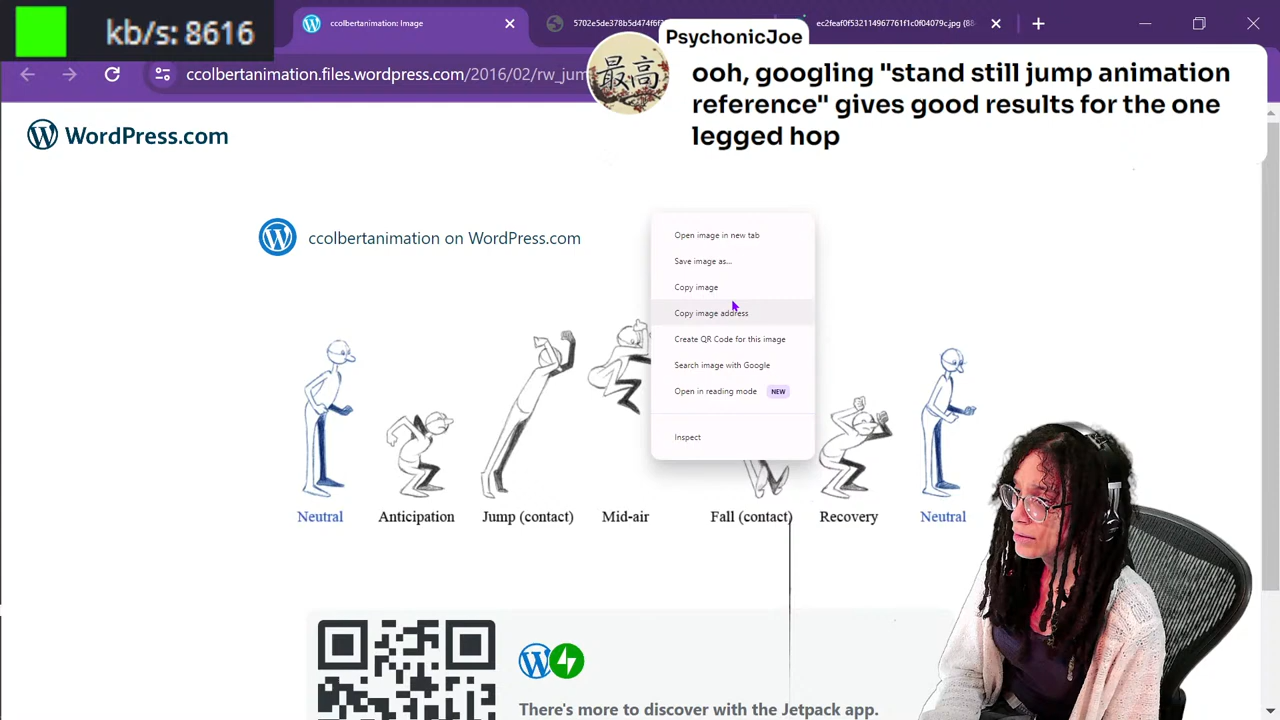 kb/s: 8616
ccolbertanimation: Image
5702e5de378b5d474f6f
ec2feaf0f532114967761f1c0f04079c.jpg (88
ccolbertanimation.files.wordpress.com/2016/02/rw_jum
PsychonicJoe
最高
ooh, googling "stand still jump animation
reference" gives good results for the one
legged hop
WordPress.com
ccolbertanimation on WordPress.com
Open image in new tab
Save image as...
Copy image
Copy image address
Create QR Code for this image
Search image with Google
Open in reading mode NEW
Inspect
Neutral Anticipation Jump (contact) Mid-air Fall (contact) Recovery Neutral
There's more to discover with the Jetpack app.